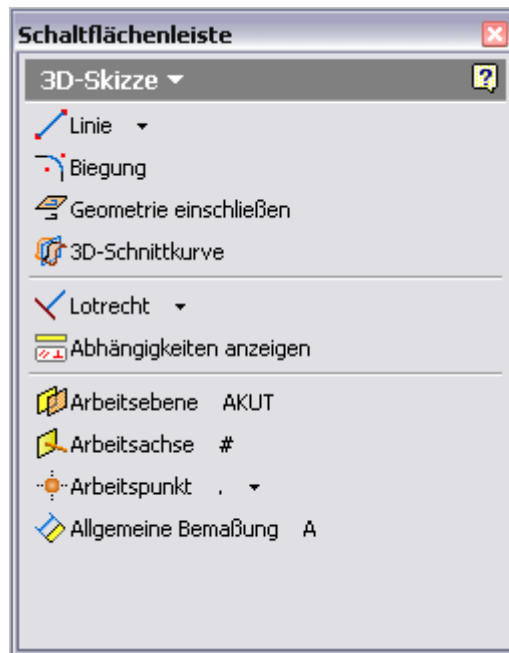 Schaltflächenleiste
3D-Skizze
Linie
Biegung
Geometrie einschließen
3D-Schnittkurve
Lotrecht
Abhängigkeiten anzeigen
Arbeitsebene AKUT
Arbeitsachse #
Arbeitspunkt .
Allgemeine Bemaßung A